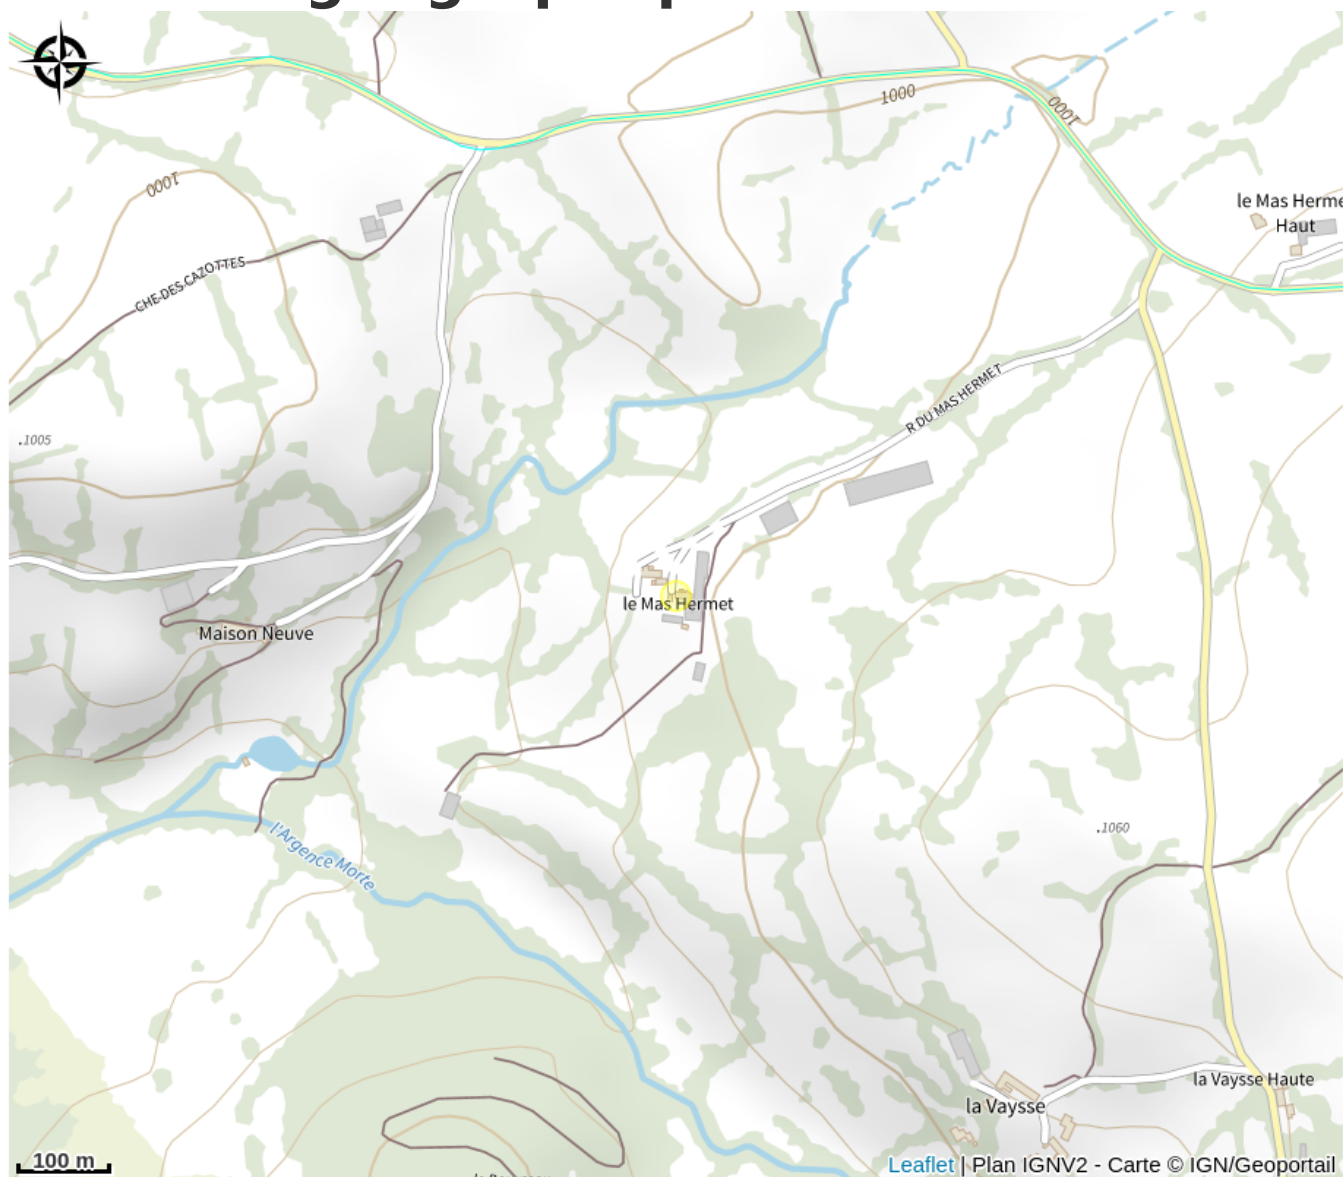 1000
1000
1000
le Mas Herme
Haut
CHE DES CAZOTTES
R DU MAS HERMET
.1005
le Mas Hermet
Maison Neuve
l'Argence Morte
.1060
la Vaysse Haute
la Vaysse
100 m
Leaflet | Plan IGNV2 - Carte © IGN/Geoportail